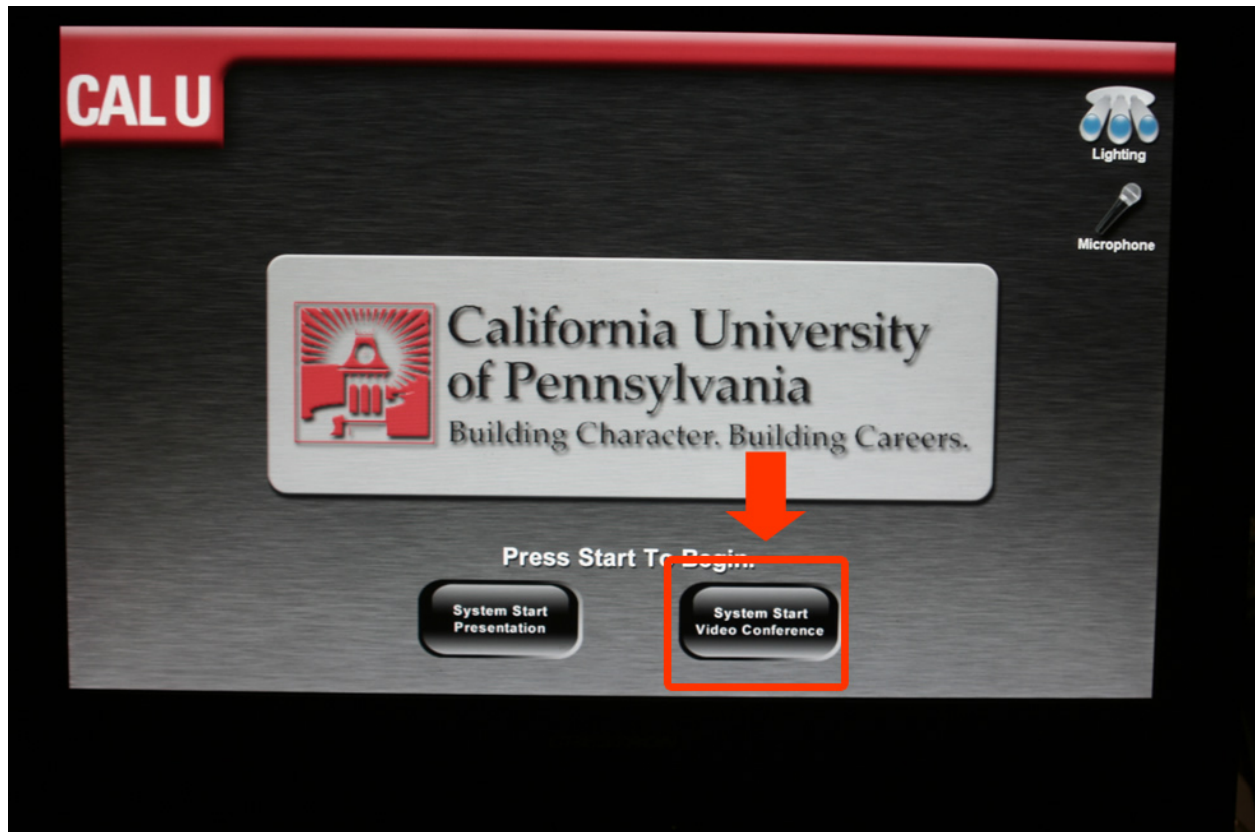 CAL U
Lighting
Microphone
California University
of Pennsylvania
Building Character. Building Careers.
Press Start To Begin.
System Start
Presentation
System Start
Video Conference